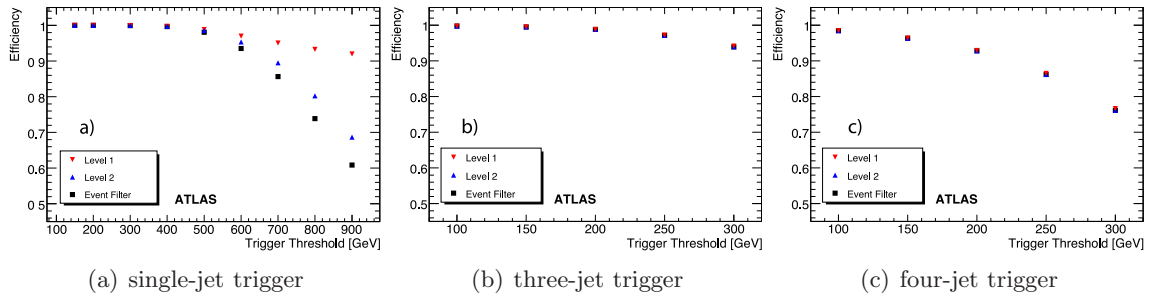 Efficiency
1
0 9
0.8
0.7
0.6
0 5
a)
Level 1
Level 2
Event Filter
ATLAS
100 200 300 400 500 600 700 800 900
Trigger Threshold [GeV]
(a) single-jet trigger
Efficiency
1
0.9
0.8
0.7
0.6
0.5
b)
Level 1
Level 2
Event Filter
ATLAS
100 150 200 250 300
Trigger Threshold [GeV]
(b) three-jet trigger
Efficiency
1
0.9
0.8
0.7
0.6
0.5
c)
Level 1
Level 2
Event Filter
ATLAS
100 150 200 250 300
Trigger Threshold [GeV]
(c) four-jet trigger